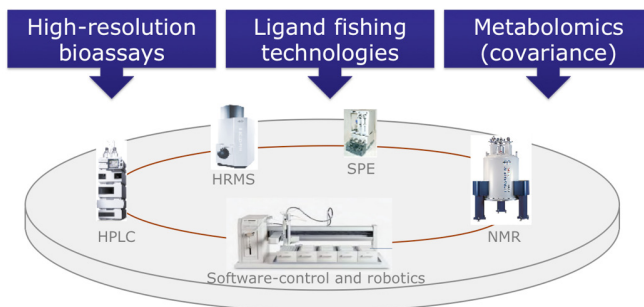 High-resolution
bioassays
Ligand fishing
technologies
Metabolomics
(covariance)
HRMS
SPE
HPLC
NMR
Software-control and robotics